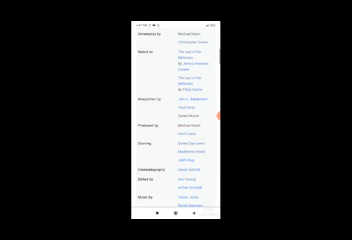 Screenplay by
Michael Mann
Christopher Crowe
Based on
The Last of the
Mohicans
by James Fenimore
Cooper
The Last of the
Mohicans
by Philip Dunne
Adaptation by
John L. Balderston
Paul Perez
Daniel Moore
Produced by
Michael Mann
Hunt Lowry
Starring
Daniel Day-Lewis
Madeleine Stowe
Jodhi May
Cinematography
Dante Spinotti
Edited by
Dov Hoenig
Arthur Schmidt
Music by
Trevor Jones
Randy Edelman